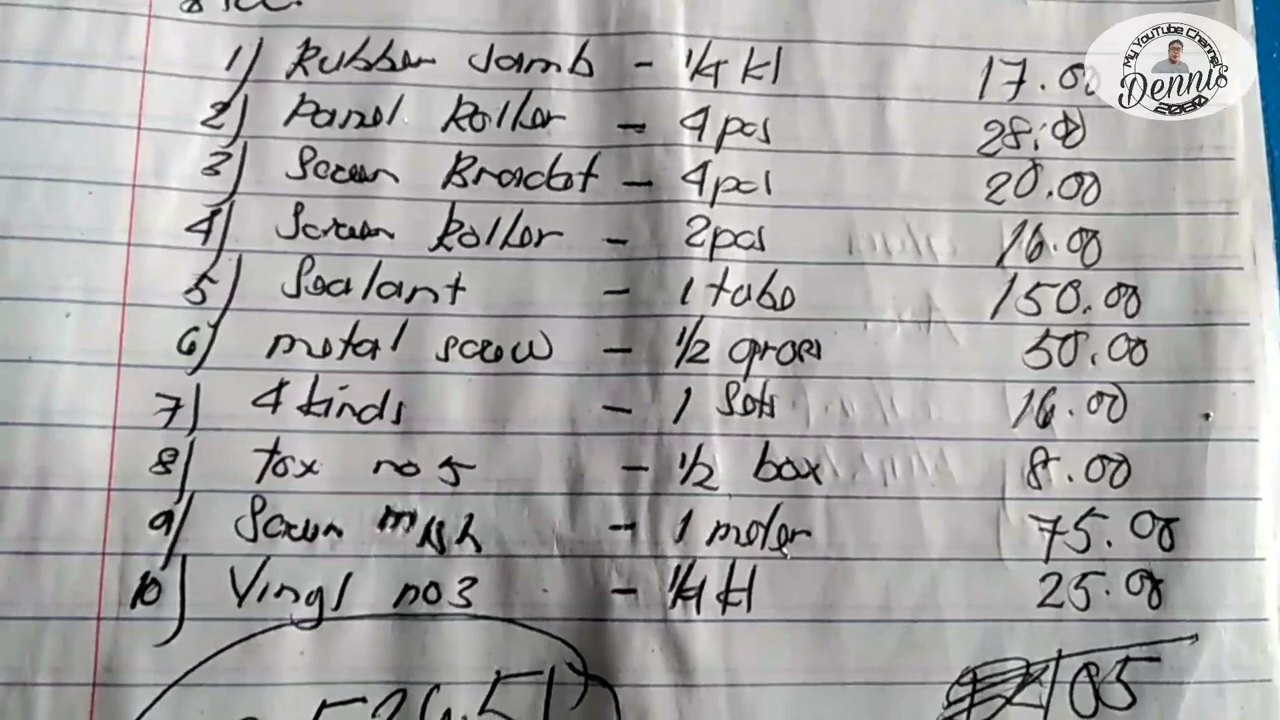 1) Rubber Jamb - 1/4 kl 17.00
2) Panel Roller - 4 pcs 28.00
3) Screen Bracket - 4 pcs 20.00
4) Screen Roller - 2 pcs 16.00
5) Sealant - 1 tube 150.00
6) metal screw - 1/2 gross 50.00
7) 4 kinds - 1 Sets 16.00
8) tox no 5 - 1/2 box 8.00
9) Screen mesh - 1 meter 75.00
10) Vinyl no 3 - 1/4 kl 25.00
105
My YouTube Channel
Dennis
2080